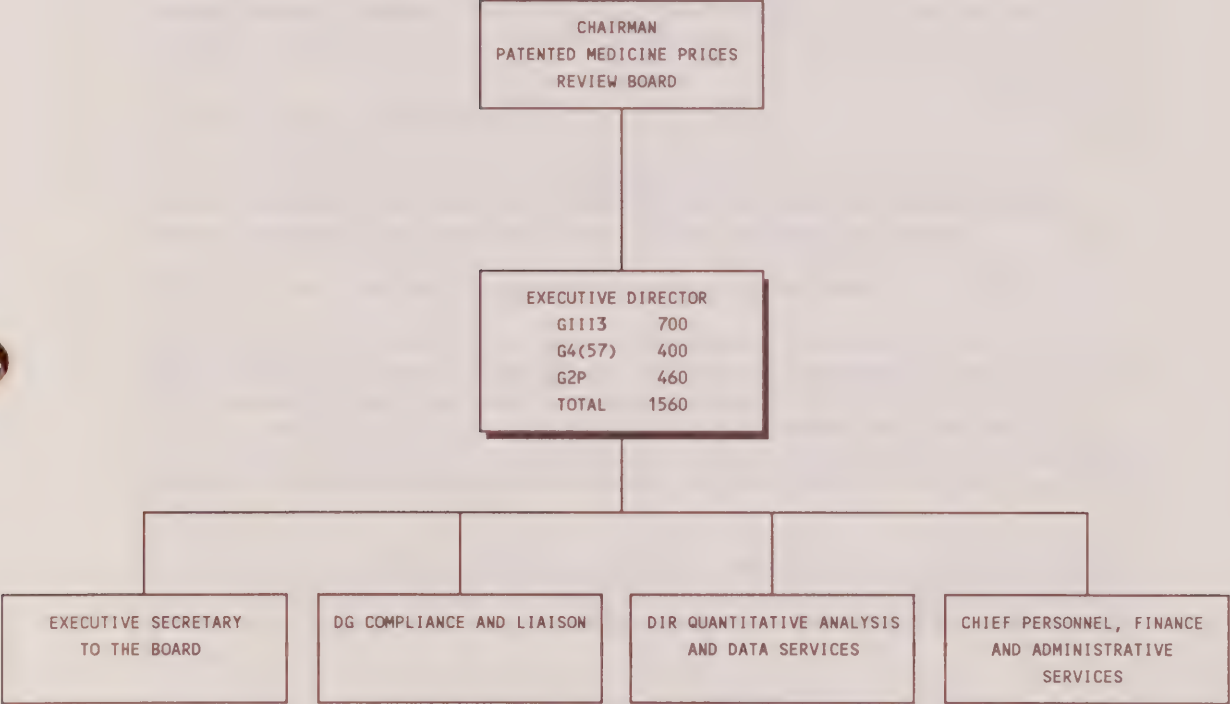 CHAIRMAN
PATENTED MEDICINE PRICES
REVIEW BOARD
EXECUTIVE DIRECTOR
GIII3 700
G4(57) 400
G2P 460
TOTAL 1560
EXECUTIVE SECRETARY
TO THE BOARD
DG COMPLIANCE AND LIAISON
DIR QUANTITATIVE ANALYSIS
AND DATA SERVICES
CHIEF PERSONNEL, FINANCE
AND ADMINISTRATIVE
SERVICES